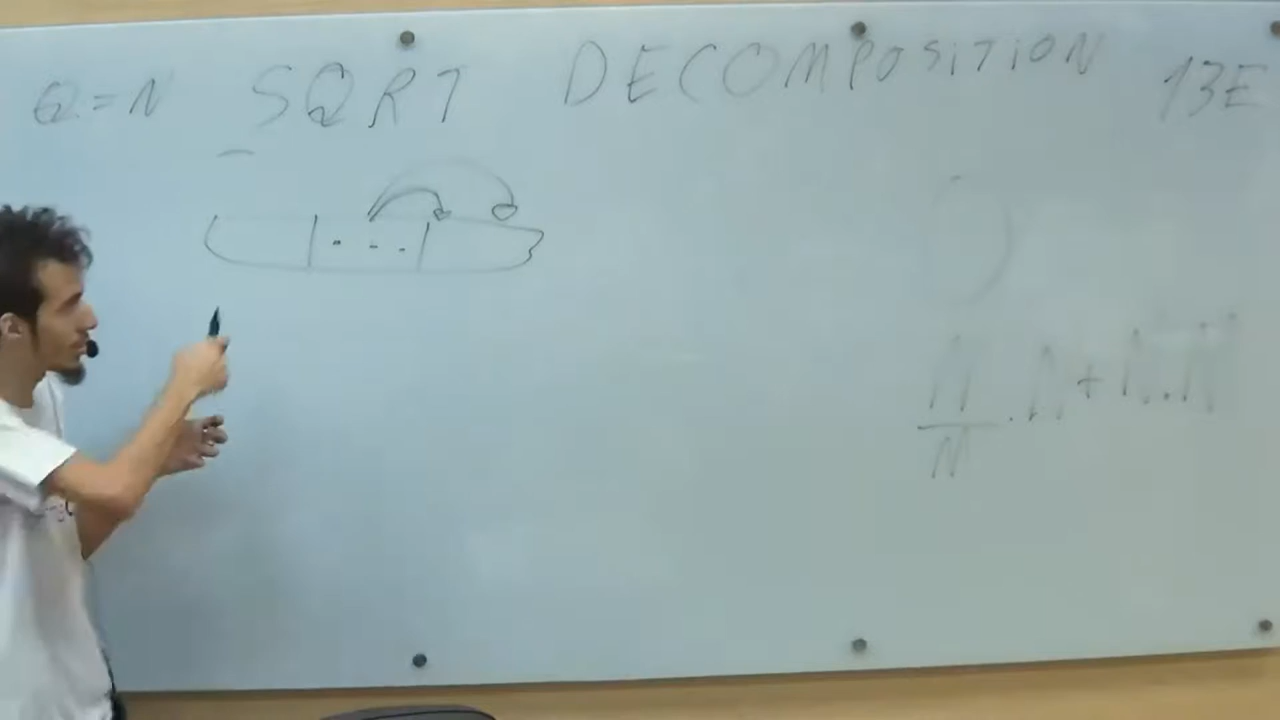 Q=N SQRT DECOMPOSITION 13E
N/N . N + N.N